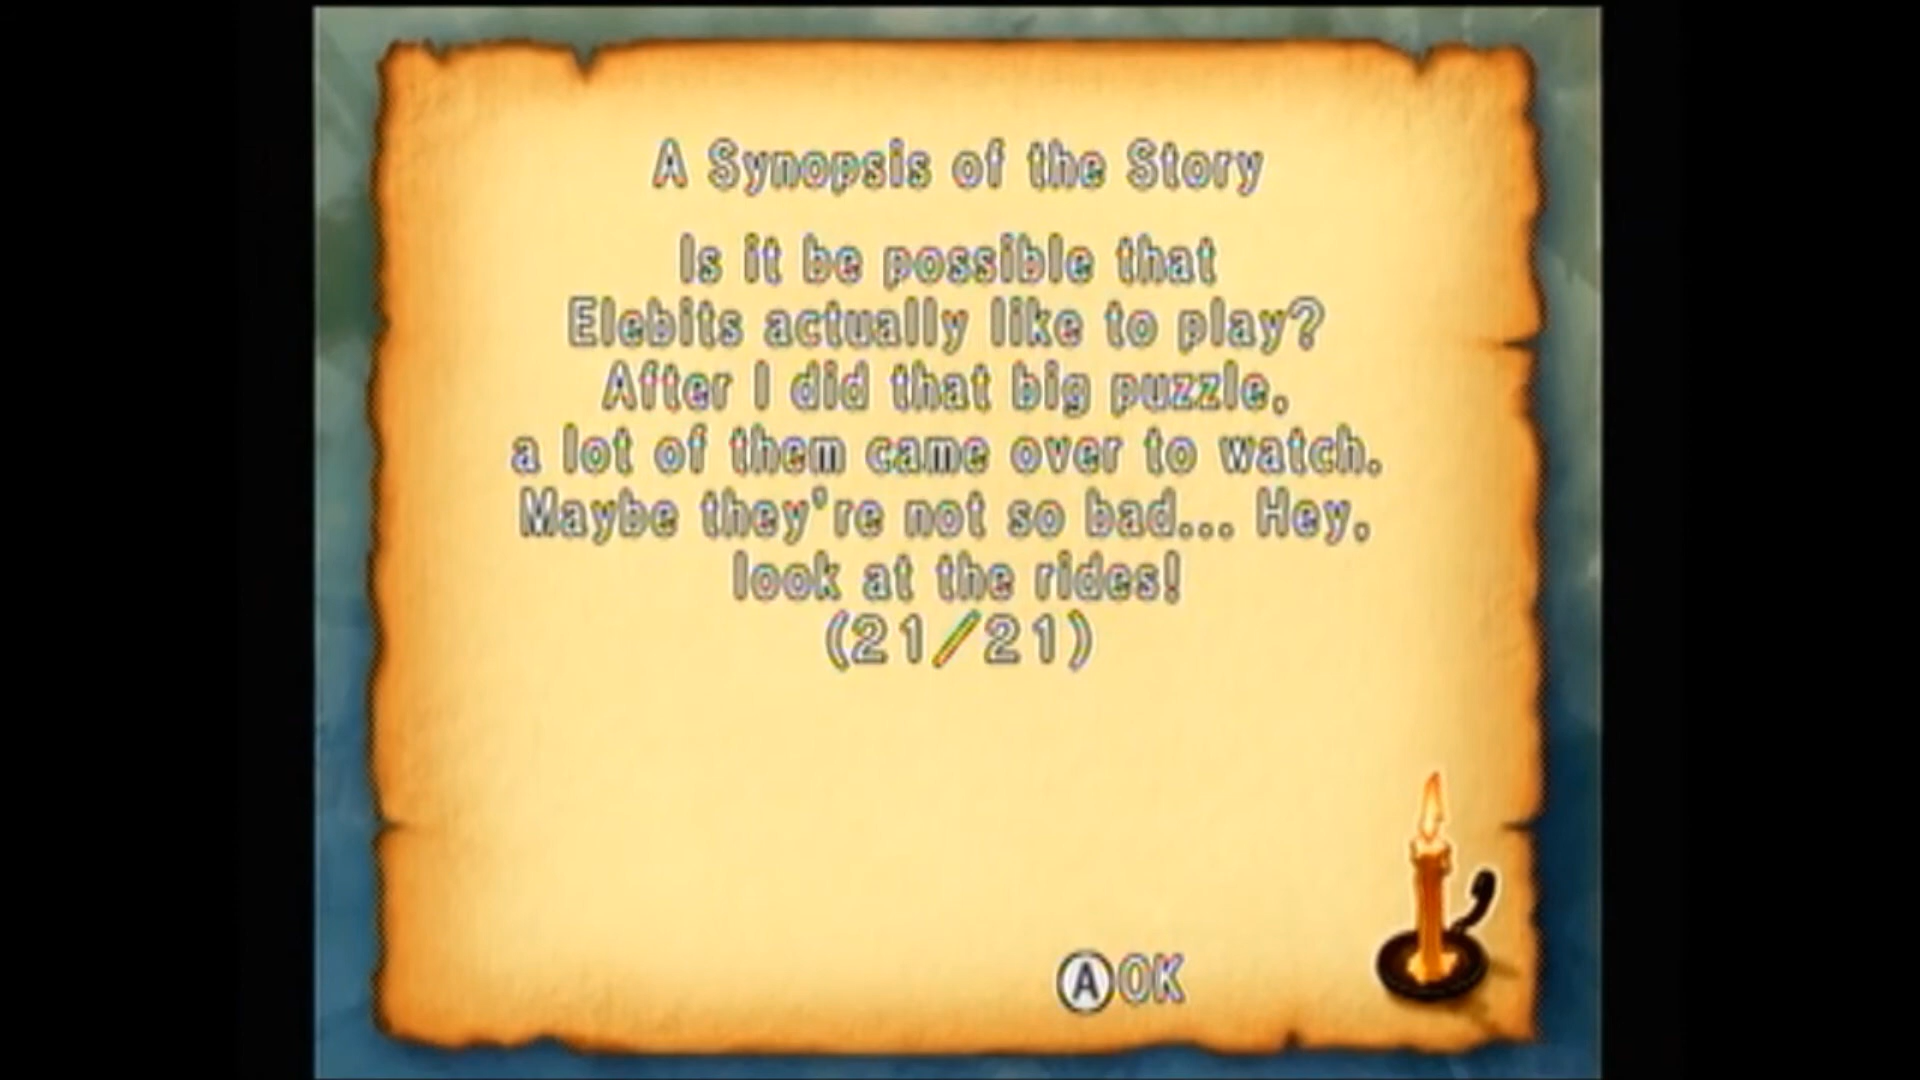 A Synopsis of the Story
Is it be possible that
Elebits actually like to play?
After I did that big puzzle,
a lot of them came over to watch.
Maybe they're not so bad... Hey,
look at the rides!
(21/21)
A OK